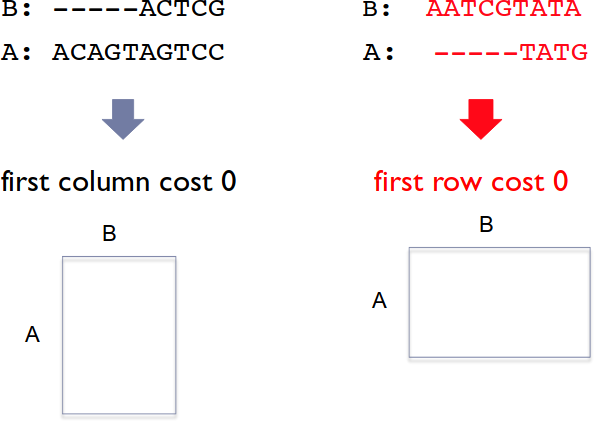 B: -----ACTCG
A: ACAGTAGTCC
first column cost 0
B
A
B: AATCGTATA
A: -----TATG
first row cost 0
B
A